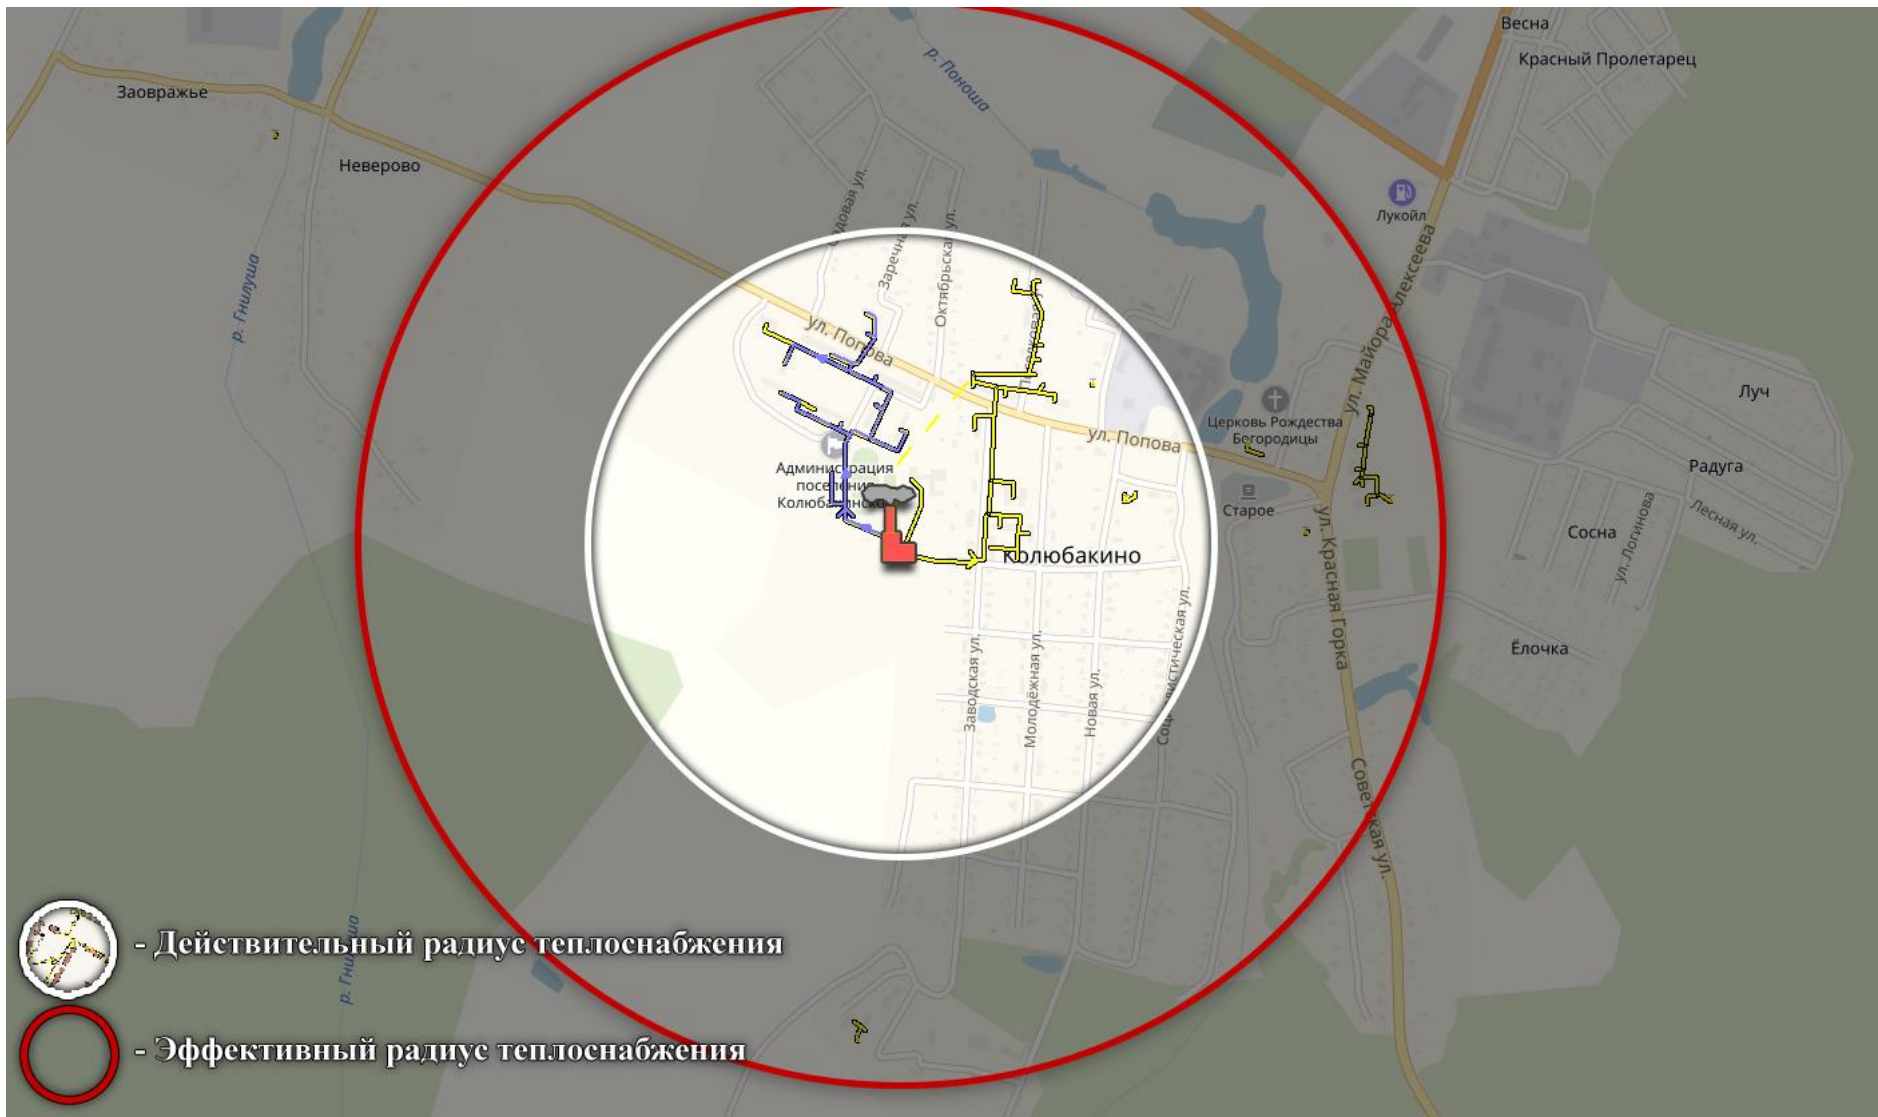 Весна
Красный Пролетарец
р. Поноша
Заовражье
Неверово
Лукойл
Садовая ул.
Заречная ул.
Октябрьская ул.
р. Гнилуша
ул. Майора Алексеева
ул. Попова
Луч
Церковь Рождества
Богородицы
ул. Попова
Администрация
поселения
Радуга
Старое
Лесная ул.
Сосна
ул. Логинова
Колюбакино
ул. Красная Горка
Ёлочка
Заводская ул.
Молодёжная ул.
Новая ул.
Социалистическая ул.
Советская ул.
- Действительный радиус теплоснабжения
р. Гнилуша
- Эффективный радиус теплоснабжения